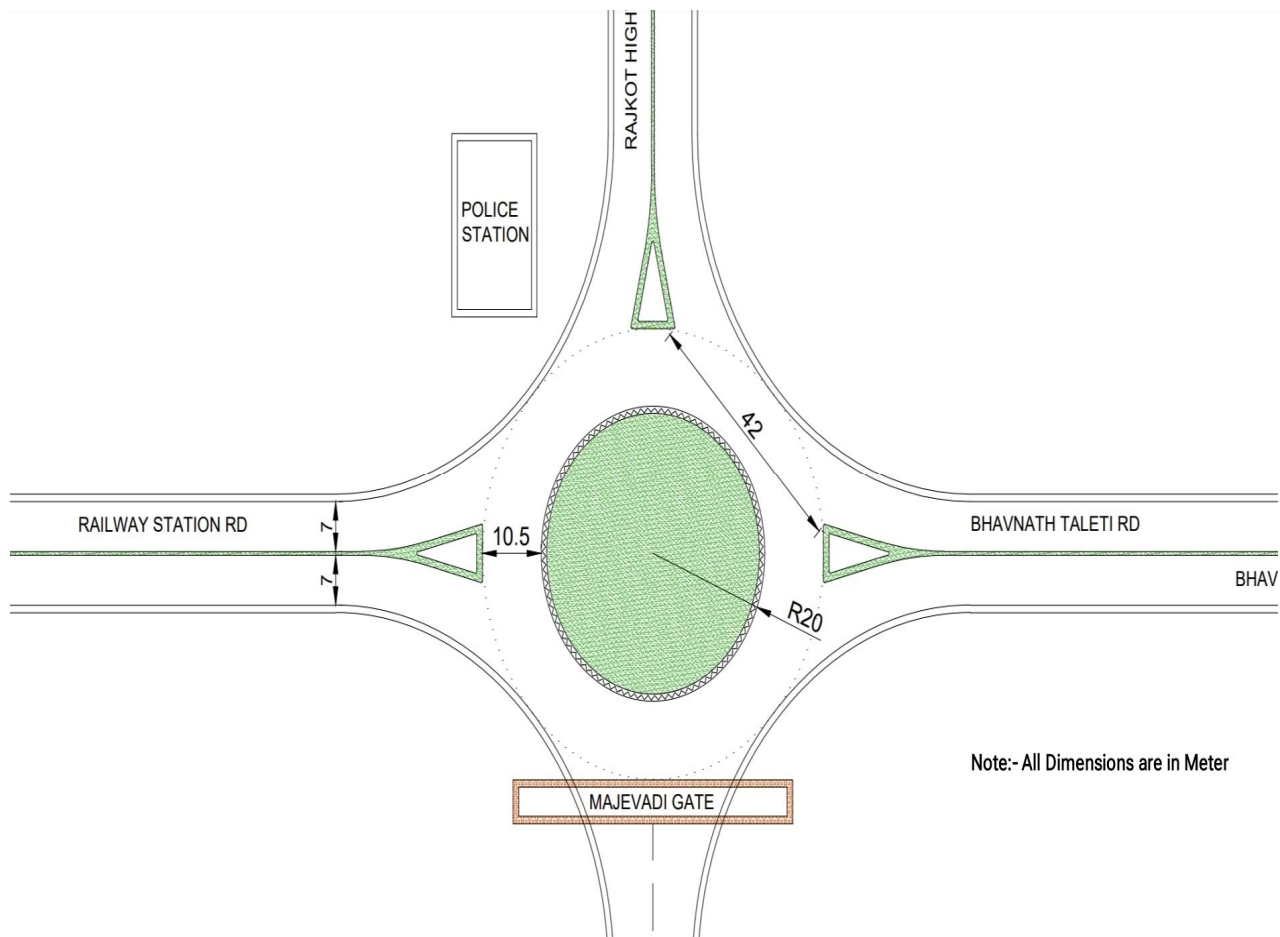 RAJKOT HIGH
POLICE
STATION
42
10.5
RAILWAY STATION RD
7
7
BHAVNATH TALETI RD
BHAV
R20
Note:- All Dimensions are in Meter
MAJEVADI GATE